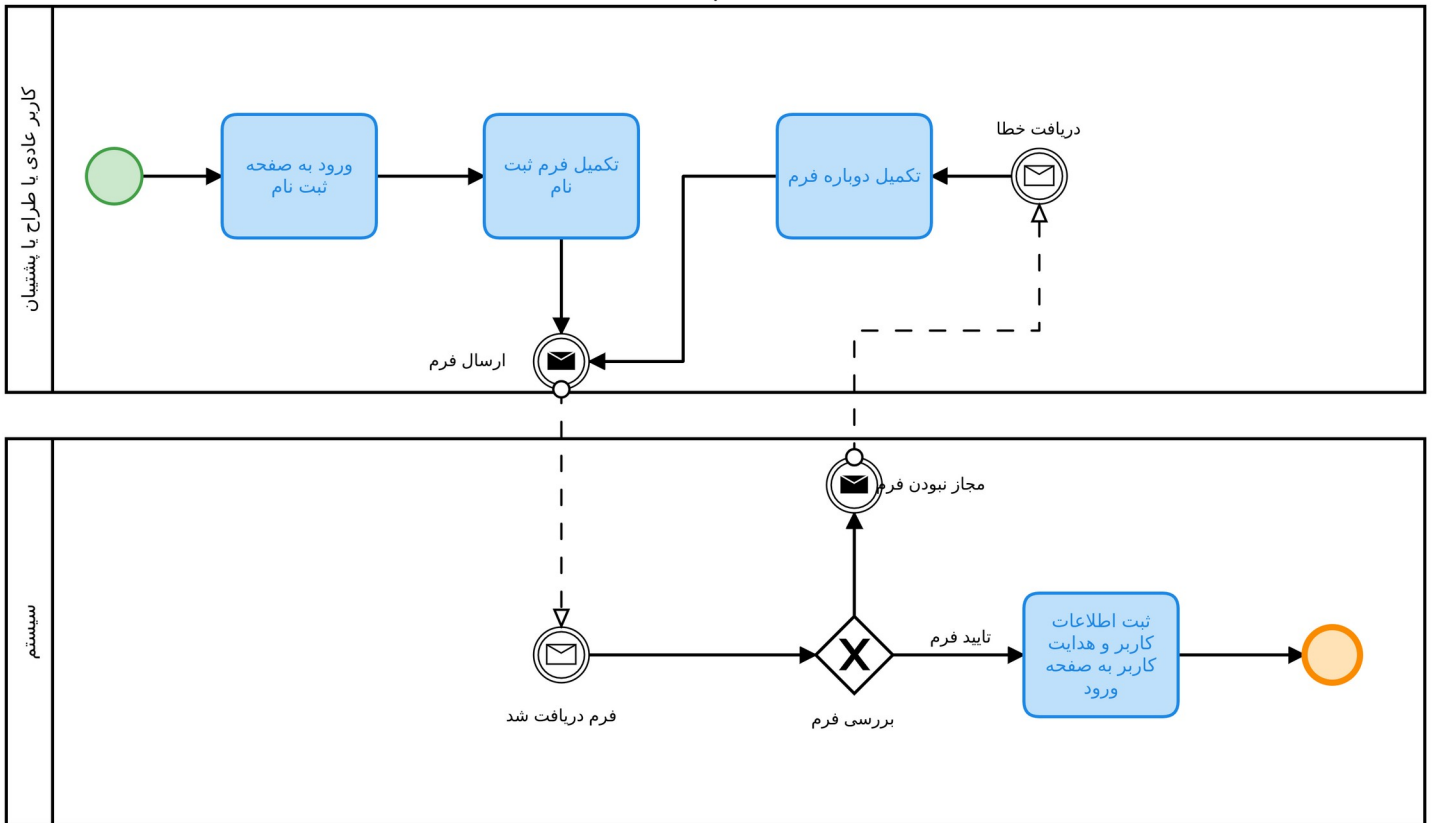 کاربر عادی یا طراح یا پشتیبان
ورود به صفحه
ثبت نام
تکمیل فرم ثبت
نام
تکمیل دوباره فرم
دریافت خطا
ارسال فرم
سیستم
مجاز نبودن فرم
فرم دریافت شد
بررسی فرم
تایید فرم
ثبت اطلاعات
کاربر و هدایت
کاربر به صفحه
ورود